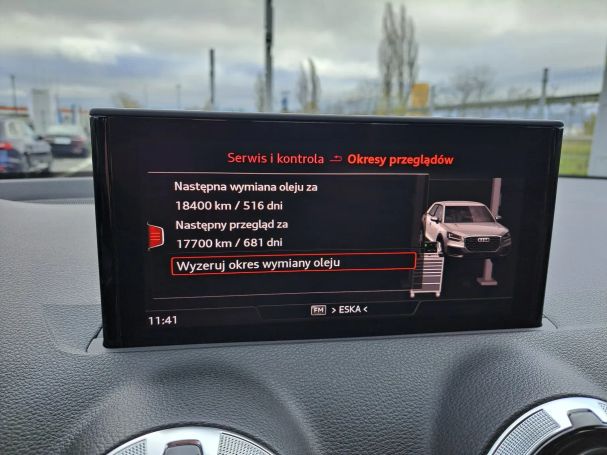 Serwis i kontrola Okresy przeglądów
Następna wymiana oleju za
18400 km / 516 dni
Następny przegląd za
17700 km / 681 dni
Wyzeruj okres wymiany oleju
FM > ESKA <
11:41